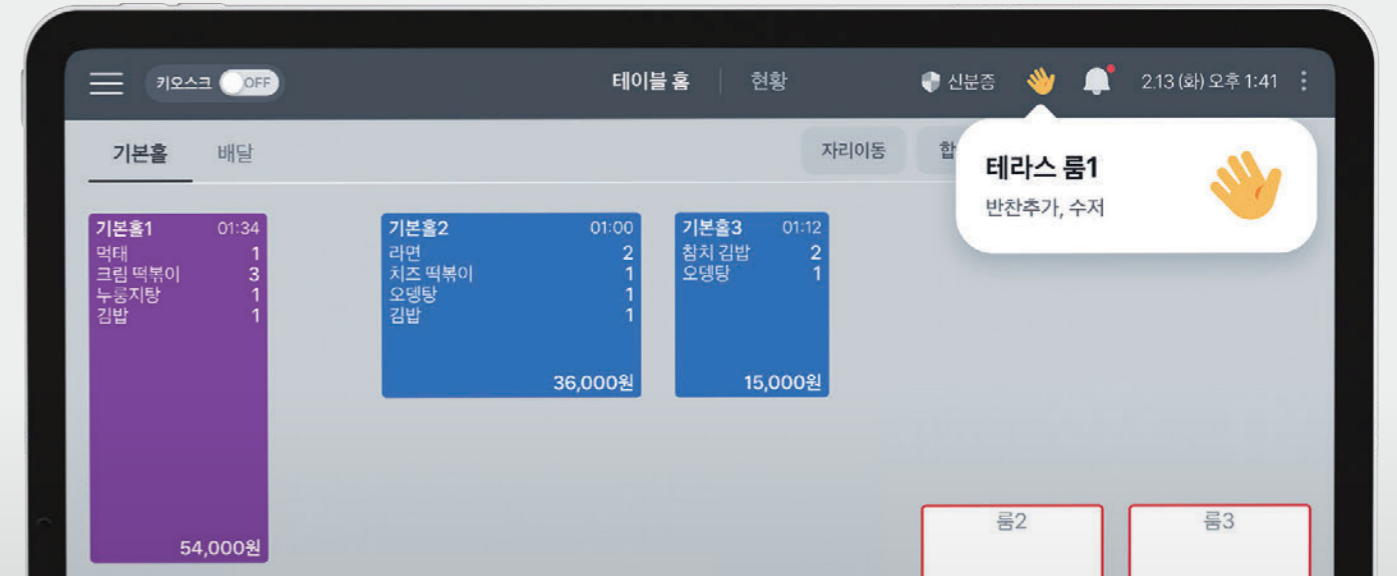 키오스크 OFF 테이블 홈 현황 신분증 2.13 (화) 오후 1:41
기본홀 배달 자리이동 합
테라스 룸1
반찬추가, 수저
기본홀1 01:34
먹태 1
크림 떡볶이 3
누룽지탕 1
김밥 1
54,000원
기본홀2 01:00
라면 2
치즈 떡볶이 1
오뎅탕 1
김밥 1
36,000원
기본홀3 01:12
참치 김밥 2
오뎅탕 1
15,000원
룸2
룸3